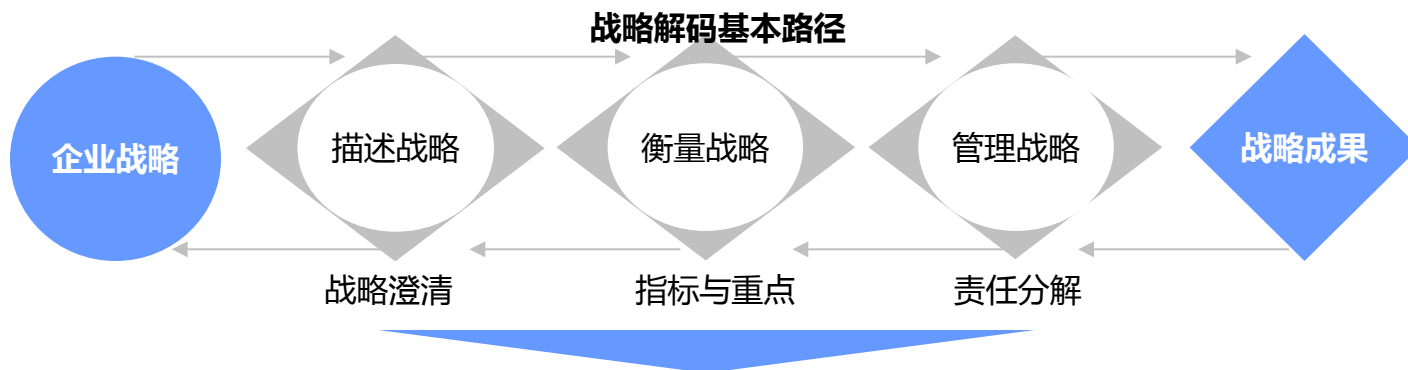 战略解码基本路径
企业战略
描述战略
衡量战略
管理战略
战略成果
战略澄清
指标与重点
责任分解